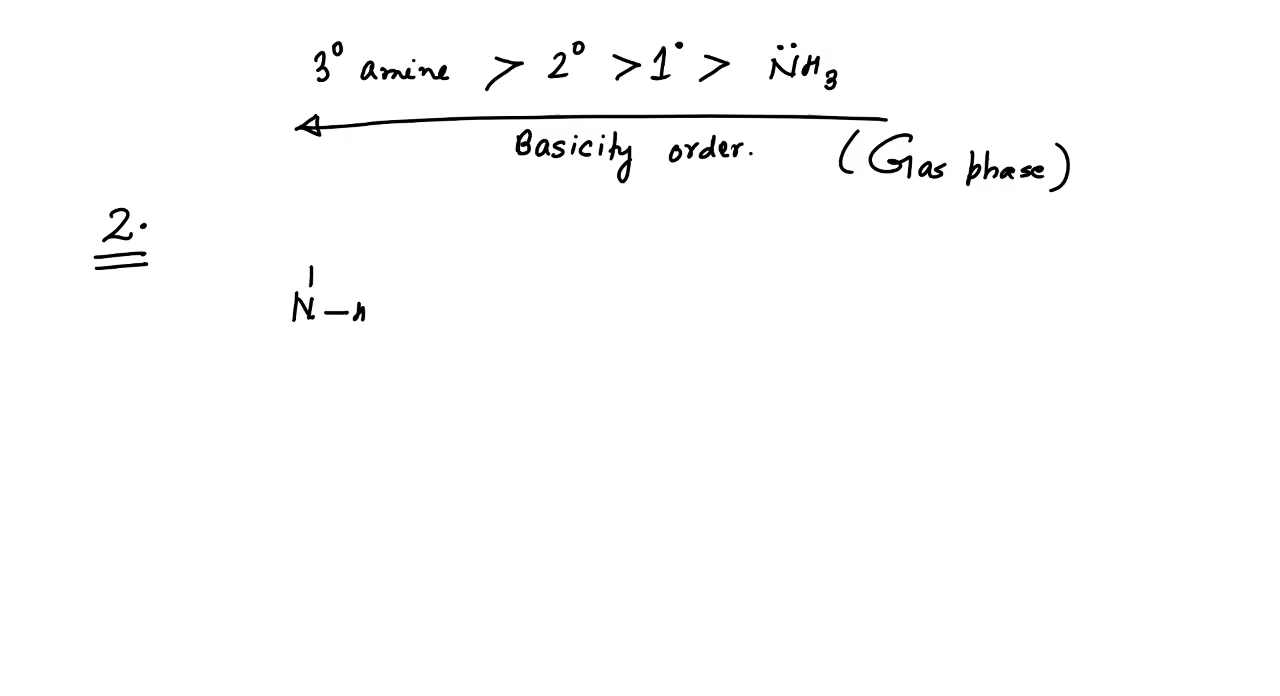 3° amine > 2° > 1° > N̈H₃
Basicity order.
(Gas phase)
2.
N–H